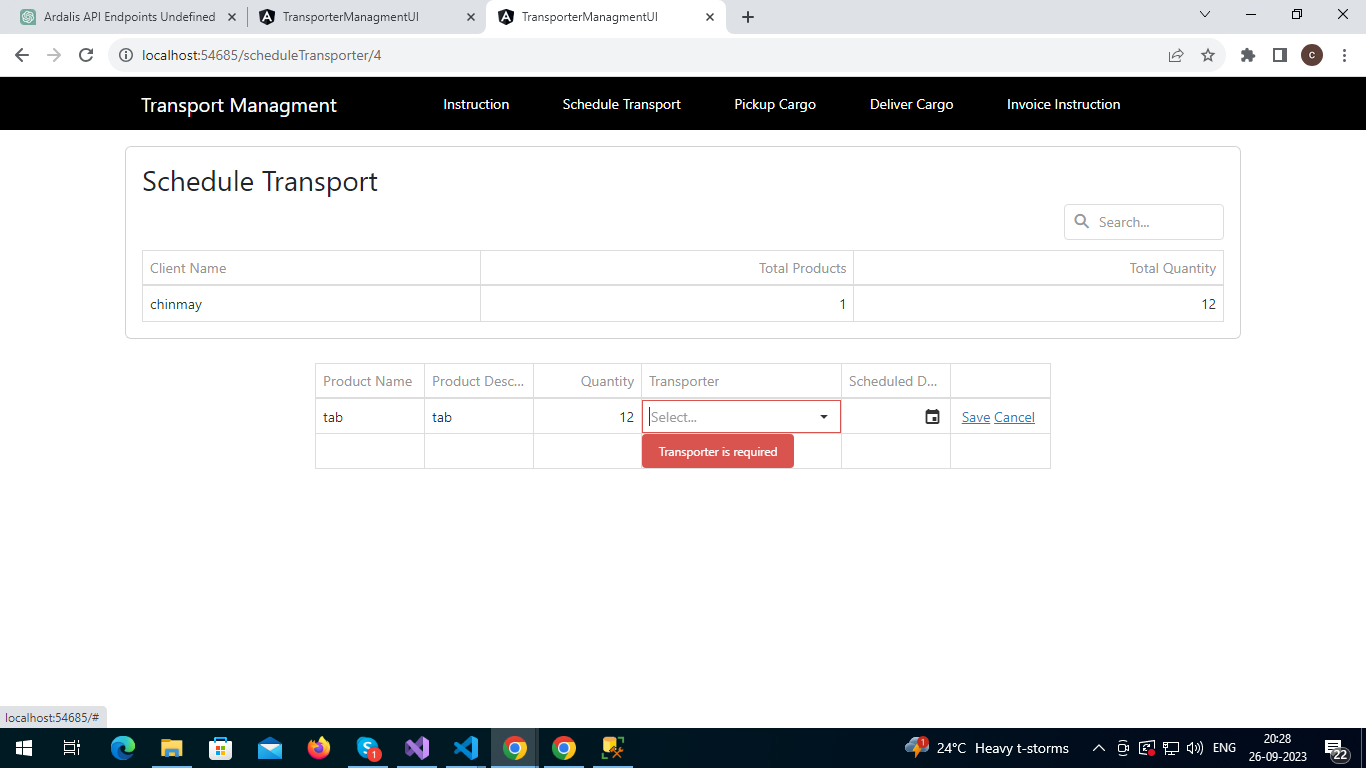 Ardalis API Endpoints Undefined
TransporterManagmentUI
TransporterManagmentUI
localhost:54685/scheduleTransporter/4
C
Transport Managment
Instruction
Schedule Transport
Pickup Cargo
Deliver Cargo
Invoice Instruction
Schedule Transport
Search...
Client Name Total Products Total Quantity
chinmay 1 12
Product Name Product Desc... Quantity Transporter Scheduled D...
tab tab 12 Select... Save Cancel
Transporter is required
localhost:54685/#
1
1
24°C Heavy t-storms
ENG
20:28
26-09-2023
22